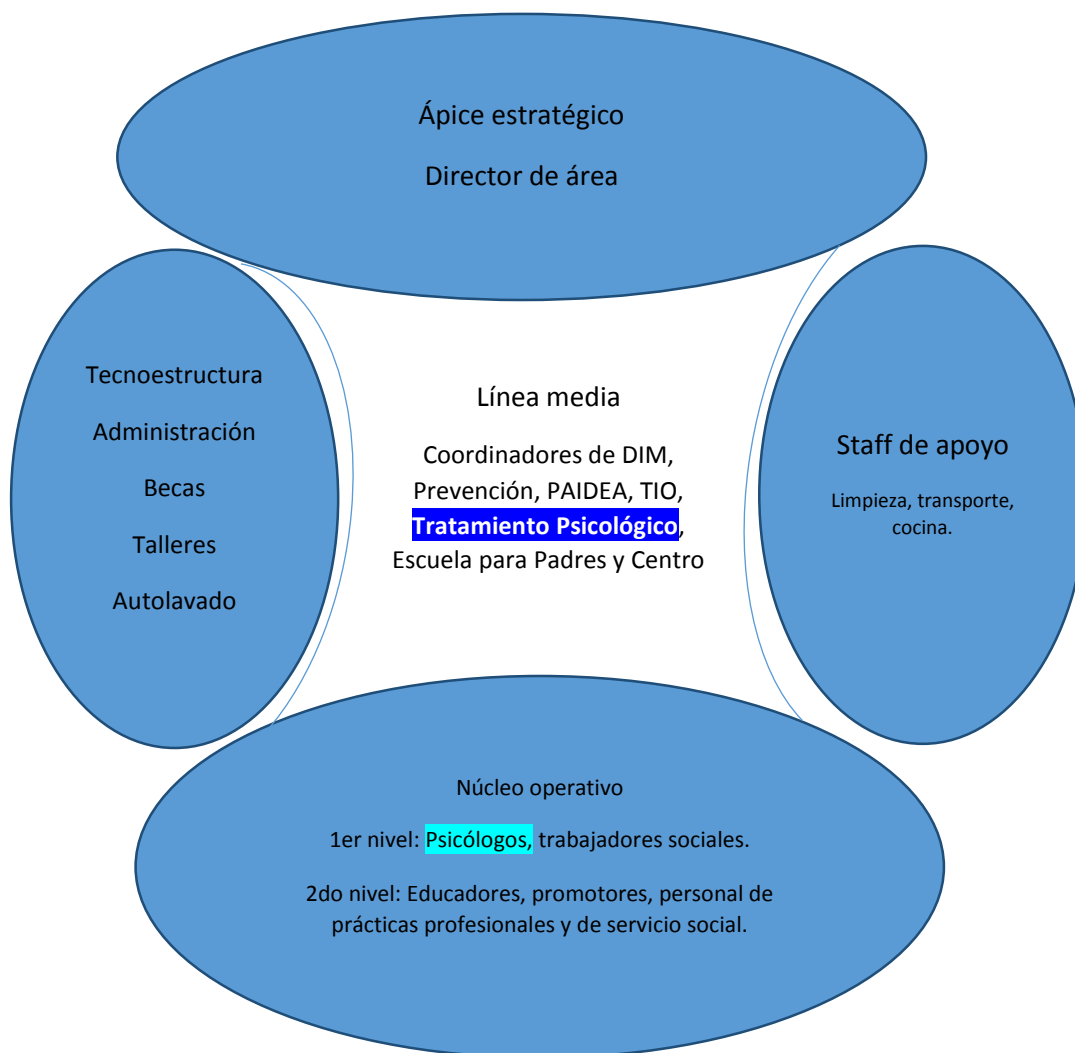 Ápice estratégico
Director de área
Tecnoestructura
Administración
Becas
Talleres
Autolavado
Línea media
Coordinadores de DIM,
Prevención, PAIDEA, TIO,
Tratamiento Psicológico,
Escuela para Padres y Centro
Staff de apoyo
Limpieza, transporte,
cocina.
Núcleo operativo
1er nivel: Psicólogos, trabajadores sociales.
2do nivel: Educadores, promotores, personal de
prácticas profesionales y de servicio social.